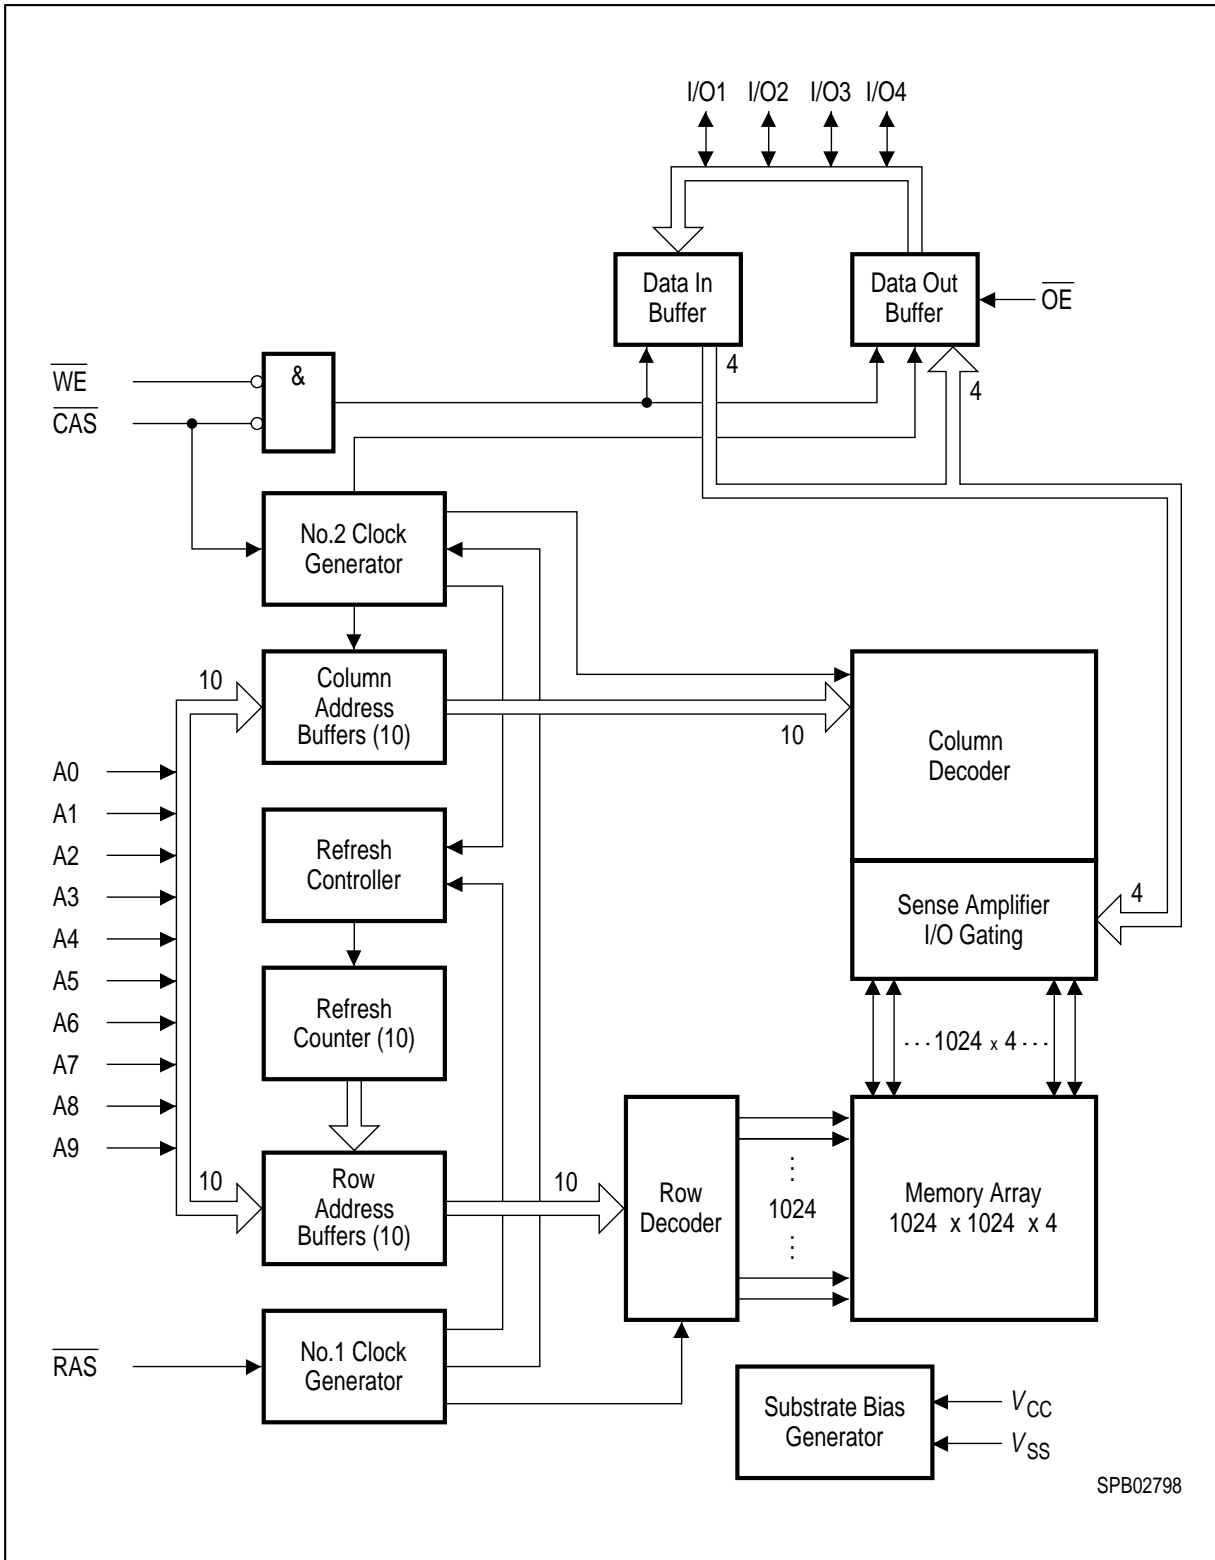 I/O1 I/O2 I/O3 I/O4
Data In
Buffer
Data Out
Buffer
OE
4
4
WE
CAS
&
No.2 Clock
Generator
10
Column
Address
Buffers (10)
10
Column
Decoder
A0
A1
A2
A3
A4
A5
A6
A7
A8
A9
Refresh
Controller
Sense Amplifier
I/O Gating
4
Refresh
Counter (10)
1024 x 4
10
Row
Address
Buffers (10)
10
Row
Decoder
1024
Memory Array
1024 x 1024 x 4
RAS
No.1 Clock
Generator
Substrate Bias
Generator
VCC
VSS
SPB02798